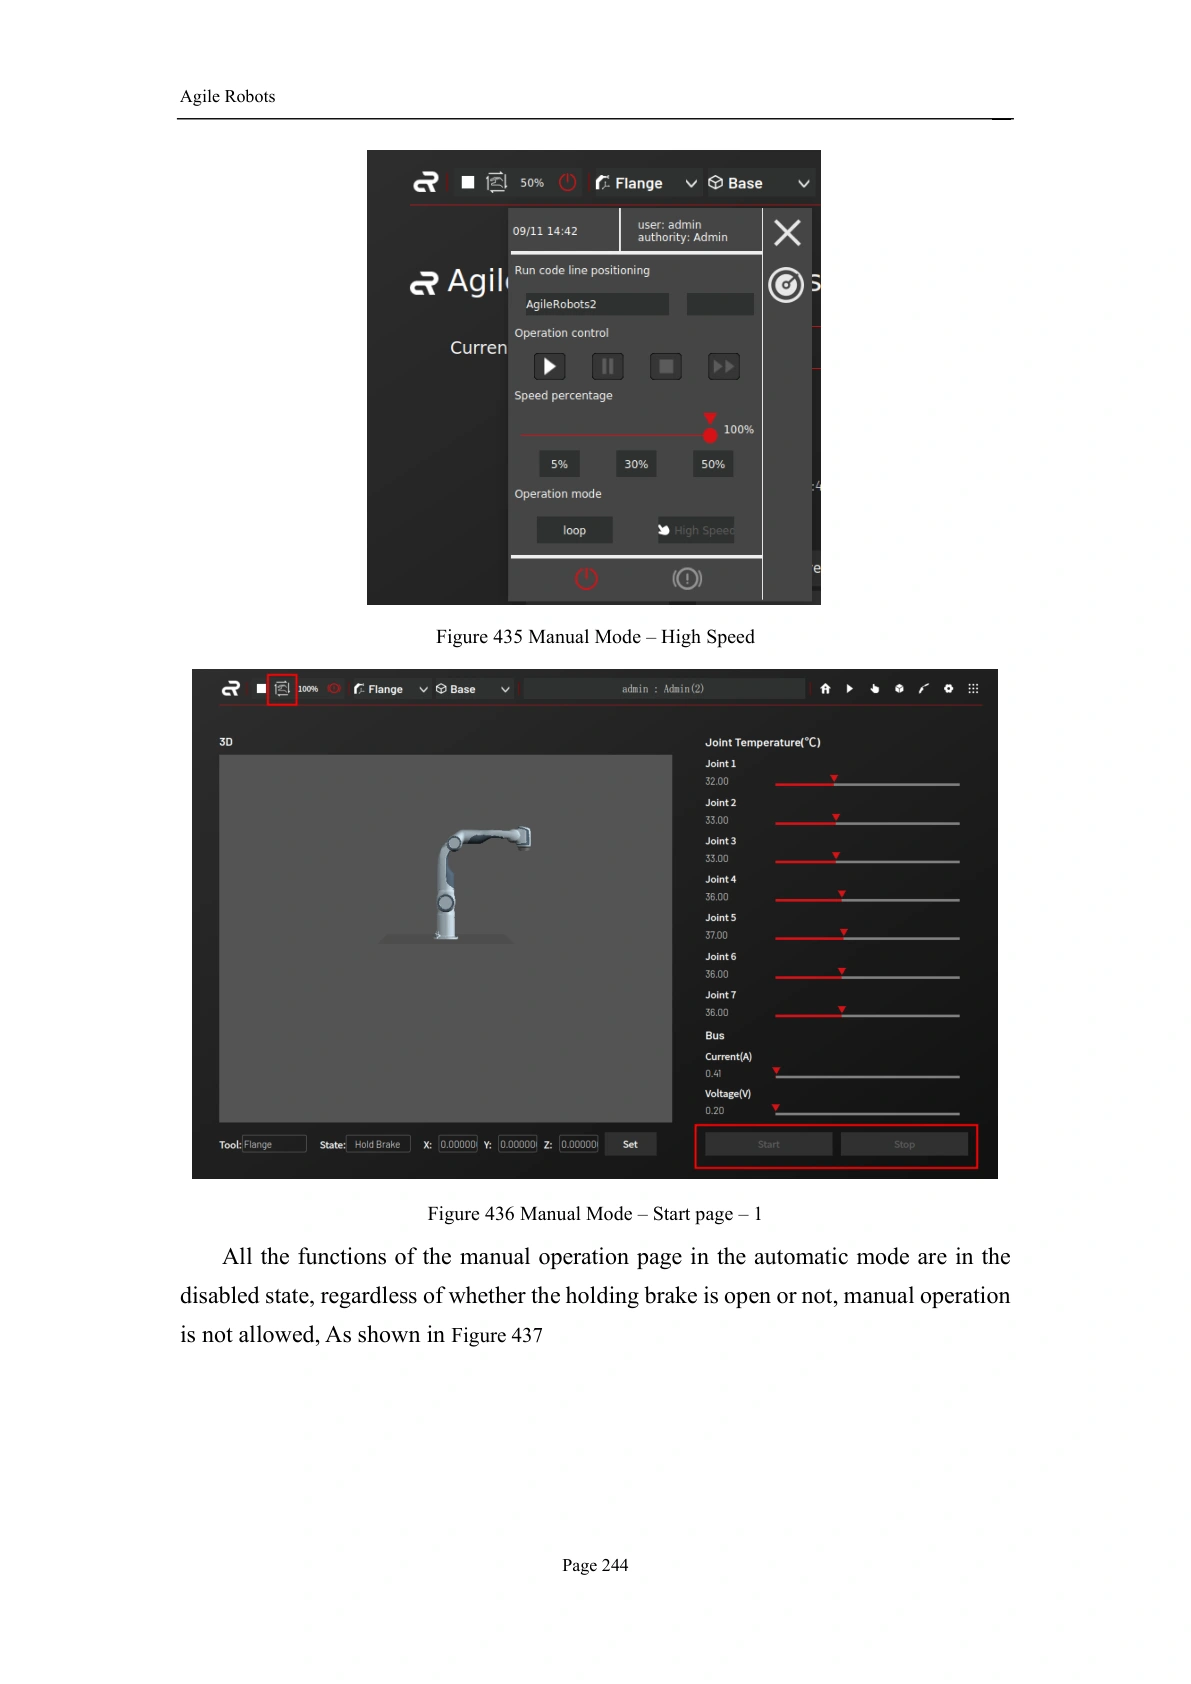 Agile Robots
50% Flange Base
09/11 14:42
user: admin
authority: Admin
Run code line positioning
Agil
AgileRobots2
Operation control
Curren
Speed percentage
100%
5% 30% 50%
Operation mode
loop High Speed
Figure 435 Manual Mode – High Speed
100% Flange Base admin : Admin(2)
3D
Joint Temperature(℃)
Joint 1
32.00
Joint 2
33.00
Joint 3
33.00
Joint 4
36.00
Joint 5
37.00
Joint 6
36.00
Joint 7
36.00
Bus
Current(A)
0.41
Voltage(V)
0.20
Tool: Flange State: Hold Brake X: 0.00000 Y: 0.00000 Z: 0.00000 Set Start Stop
Figure 436 Manual Mode – Start page – 1
All the functions of the manual operation page in the automatic mode are in the
disabled state, regardless of whether the holding brake is open or not, manual operation
is not allowed, As shown in Figure 437
Page 244